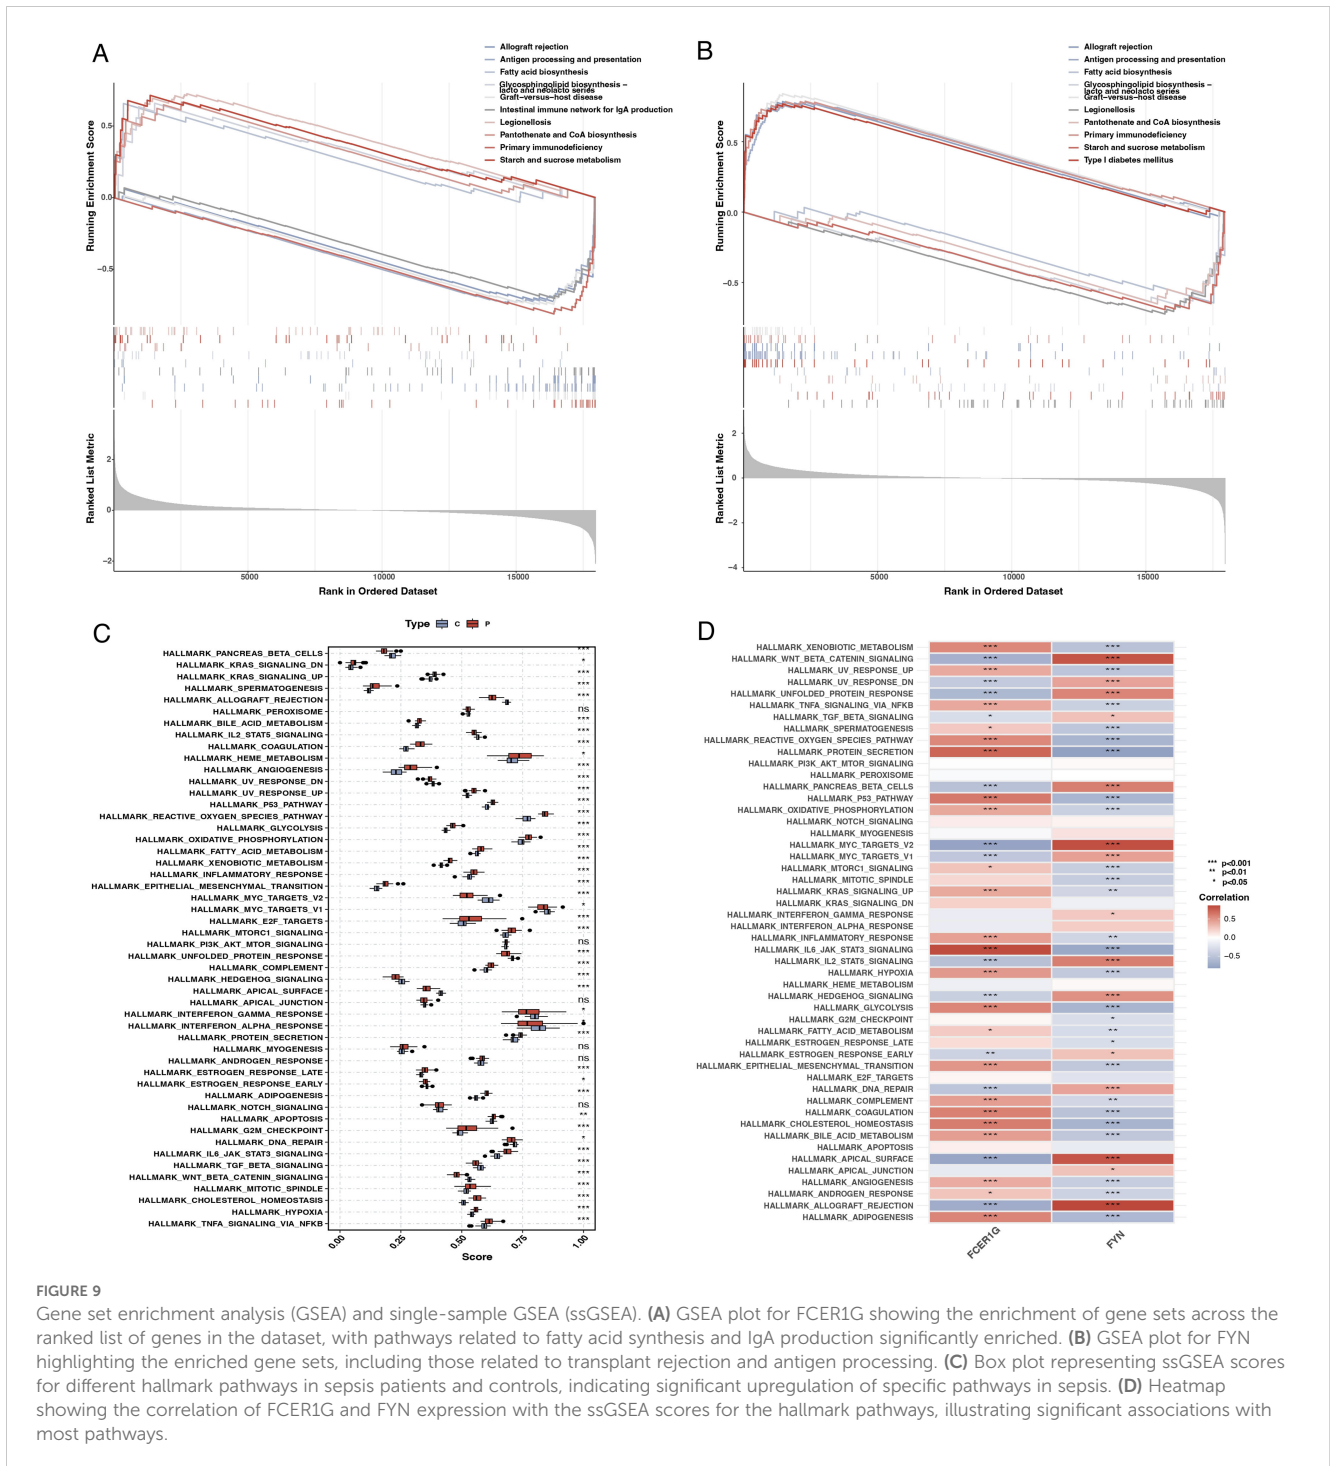 A
Allograft rejection
Antigen processing and presentation
Fatty acid biosynthesis
Glycosphingolipid biosynthesis –
lacto and neolacto series
Graft−versus−host disease
Intestinal immune network for IgA production
Legionellosis
Pantothenate and CoA biosynthesis
Primary immunodeficiency
Starch and sucrose metabolism
Running Enrichment Score
0.5
0.0
−0.5
Ranked List Metric
2
0
−2
5000 10000 15000
Rank in Ordered Dataset
B
Allograft rejection
Antigen processing and presentation
Fatty acid biosynthesis
Glycosphingolipid biosynthesis –
lacto and neolacto series
Graft−versus−host disease
Legionellosis
Pantothenate and CoA biosynthesis
Primary immunodeficiency
Starch and sucrose metabolism
Type I diabetes mellitus
Running Enrichment Score
0.5
0.0
−0.5
Ranked List Metric
2
0
−2
−4
5000 10000 15000
Rank in Ordered Dataset
C
Type C P
HALLMARK_PANCREAS_BETA_CELLS ***
HALLMARK_KRAS_SIGNALING_DN *
HALLMARK_KRAS_SIGNALING_UP ***
HALLMARK_SPERMATOGENESIS ***
HALLMARK_ALLOGRAFT_REJECTION ***
HALLMARK_PEROXISOME ns
HALLMARK_BILE_ACID_METABOLISM ***
HALLMARK_IL2_STAT5_SIGNALING ***
HALLMARK_COAGULATION ***
HALLMARK_HEME_METABOLISM *
HALLMARK_ANGIOGENESIS ***
HALLMARK_UV_RESPONSE_DN ***
HALLMARK_UV_RESPONSE_UP ***
HALLMARK_P53_PATHWAY ***
HALLMARK_REACTIVE_OXYGEN_SPECIES_PATHWAY ***
HALLMARK_GLYCOLYSIS ***
HALLMARK_OXIDATIVE_PHOSPHORYLATION ***
HALLMARK_FATTY_ACID_METABOLISM ***
HALLMARK_XENOBIOTIC_METABOLISM ***
HALLMARK_INFLAMMATORY_RESPONSE ***
HALLMARK_EPITHELIAL_MESENCHYMAL_TRANSITION ***
HALLMARK_MYC_TARGETS_V2 ***
HALLMARK_MYC_TARGETS_V1 *
HALLMARK_E2F_TARGETS ***
HALLMARK_MTORC1_SIGNALING ***
HALLMARK_PI3K_AKT_MTOR_SIGNALING ns
HALLMARK_UNFOLDED_PROTEIN_RESPONSE ***
HALLMARK_COMPLEMENT ***
HALLMARK_HEDGEHOG_SIGNALING ***
HALLMARK_APICAL_SURFACE ***
HALLMARK_APICAL_JUNCTION ns
HALLMARK_INTERFERON_GAMMA_RESPONSE *
HALLMARK_INTERFERON_ALPHA_RESPONSE *
HALLMARK_PROTEIN_SECRETION ***
HALLMARK_MYOGENESIS ns
HALLMARK_ANDROGEN_RESPONSE ns
HALLMARK_ESTROGEN_RESPONSE_LATE ***
HALLMARK_ESTROGEN_RESPONSE_EARLY *
HALLMARK_ADIPOGENESIS ***
HALLMARK_NOTCH_SIGNALING ns
HALLMARK_APOPTOSIS **
HALLMARK_G2M_CHECKPOINT ***
HALLMARK_DNA_REPAIR *
HALLMARK_IL6_JAK_STAT3_SIGNALING ***
HALLMARK_TGF_BETA_SIGNALING ***
HALLMARK_WNT_BETA_CATENIN_SIGNALING ***
HALLMARK_MITOTIC_SPINDLE ***
HALLMARK_CHOLESTEROL_HOMEOSTASIS ***
HALLMARK_HYPOXIA ***
HALLMARK_TNFA_SIGNALING_VIA_NFKB ***
0.00 0.25 0.50 0.75 1.00
Score
D
HALLMARK_XENOBIOTIC_METABOLISM *** ***
HALLMARK_WNT_BETA_CATENIN_SIGNALING *** ***
HALLMARK_UV_RESPONSE_UP *** ***
HALLMARK_UV_RESPONSE_DN *** ***
HALLMARK_UNFOLDED_PROTEIN_RESPONSE *** ***
HALLMARK_TNFA_SIGNALING_VIA_NFKB *** ***
HALLMARK_TGF_BETA_SIGNALING * *
HALLMARK_SPERMATOGENESIS * ***
HALLMARK_REACTIVE_OXYGEN_SPECIES_PATHWAY *** ***
HALLMARK_PROTEIN_SECRETION *** ***
HALLMARK_PI3K_AKT_MTOR_SIGNALING
HALLMARK_PEROXISOME
HALLMARK_PANCREAS_BETA_CELLS *** ***
HALLMARK_P53_PATHWAY *** ***
HALLMARK_OXIDATIVE_PHOSPHORYLATION *** ***
HALLMARK_NOTCH_SIGNALING
HALLMARK_MYOGENESIS
HALLMARK_MYC_TARGETS_V2 *** ***
HALLMARK_MYC_TARGETS_V1 *** ***
HALLMARK_MTORC1_SIGNALING * ***
HALLMARK_MITOTIC_SPINDLE ***
HALLMARK_KRAS_SIGNALING_UP *** **
HALLMARK_KRAS_SIGNALING_DN
HALLMARK_INTERFERON_GAMMA_RESPONSE *
HALLMARK_INTERFERON_ALPHA_RESPONSE
HALLMARK_INFLAMMATORY_RESPONSE *** **
HALLMARK_IL6_JAK_STAT3_SIGNALING *** ***
HALLMARK_IL2_STAT5_SIGNALING *** ***
HALLMARK_HYPOXIA *** ***
HALLMARK_HEME_METABOLISM
HALLMARK_HEDGEHOG_SIGNALING *** ***
HALLMARK_GLYCOLYSIS *** ***
HALLMARK_G2M_CHECKPOINT *
HALLMARK_FATTY_ACID_METABOLISM * **
HALLMARK_ESTROGEN_RESPONSE_LATE *
HALLMARK_ESTROGEN_RESPONSE_EARLY ** *
HALLMARK_EPITHELIAL_MESENCHYMAL_TRANSITION *** ***
HALLMARK_E2F_TARGETS
HALLMARK_DNA_REPAIR *** ***
HALLMARK_COMPLEMENT *** **
HALLMARK_COAGULATION *** ***
HALLMARK_CHOLESTEROL_HOMEOSTASIS *** ***
HALLMARK_BILE_ACID_METABOLISM *** ***
HALLMARK_APOPTOSIS
HALLMARK_APICAL_SURFACE *** ***
HALLMARK_APICAL_JUNCTION *
HALLMARK_ANGIOGENESIS *** ***
HALLMARK_ANDROGEN_RESPONSE * ***
HALLMARK_ALLOGRAFT_REJECTION *** ***
HALLMARK_ADIPOGENESIS *** ***
FCER1G FYN
*** p<0.001
** p<0.01
* p<0.05
Correlation
0.5
0.0
−0.5
FIGURE 9
Gene set enrichment analysis (GSEA) and single-sample GSEA (ssGSEA). (A) GSEA plot for FCER1G showing the enrichment of gene sets across the
ranked list of genes in the dataset, with pathways related to fatty acid synthesis and IgA production significantly enriched. (B) GSEA plot for FYN
highlighting the enriched gene sets, including those related to transplant rejection and antigen processing. (C) Box plot representing ssGSEA scores
for different hallmark pathways in sepsis patients and controls, indicating significant upregulation of specific pathways in sepsis. (D) Heatmap
showing the correlation of FCER1G and FYN expression with the ssGSEA scores for the hallmark pathways, illustrating significant associations with
most pathways.